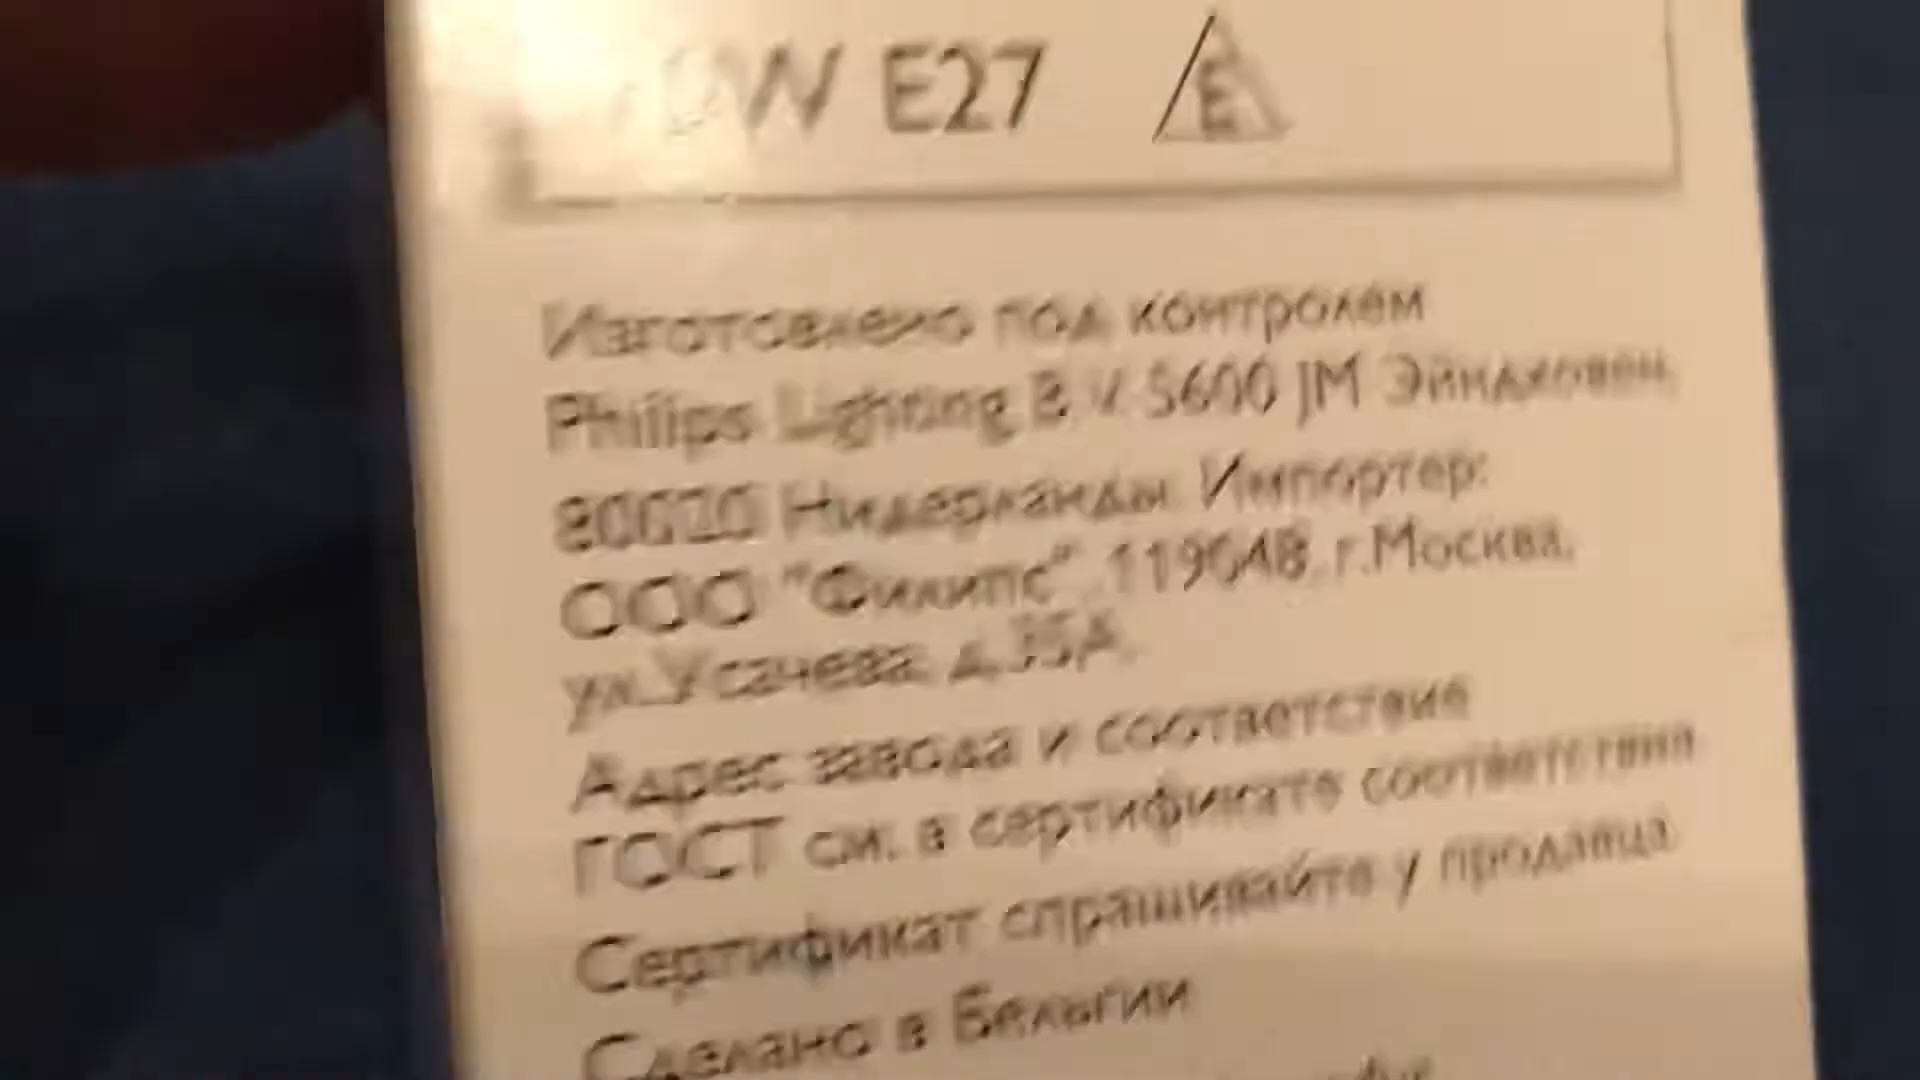 W E27 E
Изготовлено под контролем
Philips Lighting B.V. 5600 JM Эйндховен,
80020 Нидерланды. Импортер:
ООО "Филипс", 119048, г.Москва,
ул.Усачева, д.35А.
Адрес завода и соответствие
ГОСТ см. в сертификате соответствия
Сертификат спрашивайте у продавца
Сделано в Бельгии